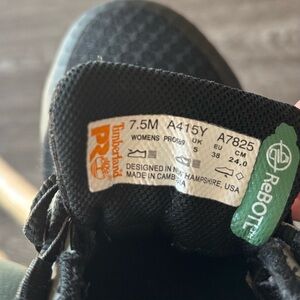 7.5M A415Y A7825
WOMENS UK EU CM
5 38 24.0
Timberland
PRO
DESIGNED IN NEW HAMPSHIRE, USA
MADE IN CAMBODIA
ReBOTL